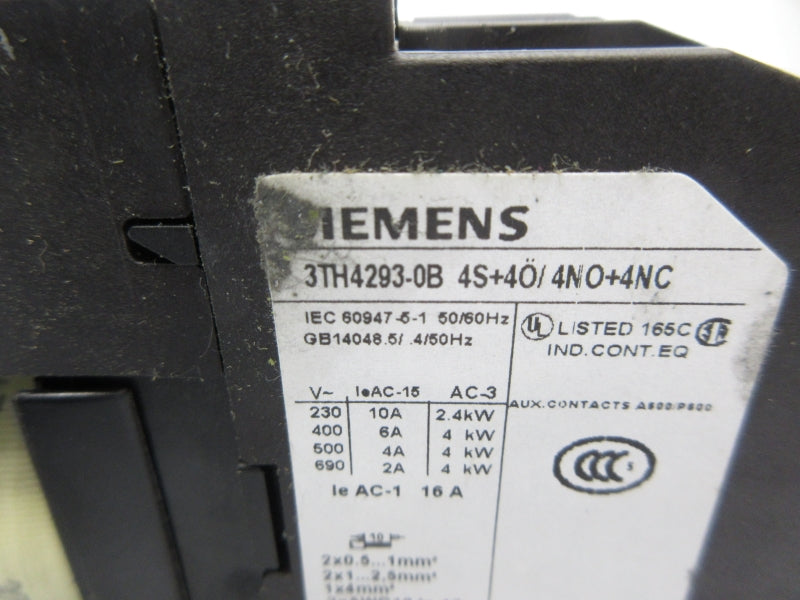 SIEMENS
3TH4293-0B 4S+4Ö/ 4NO+4NC
IEC 60947-5-1 50/60Hz
GB14048.5/ .4/50Hz
UL LISTED 165C
IND.CONT.EQ
V~ IeAC-15 AC-3
230 10A 2.4kW
400 6A 4 kW
500 4A 4 kW
690 2A 4 kW
Ie AC-1 16 A
AUX.CONTACTS A600/P600
CCC S
10
2x0.5...1mm²
2x1...2,5mm²
1x4mm²